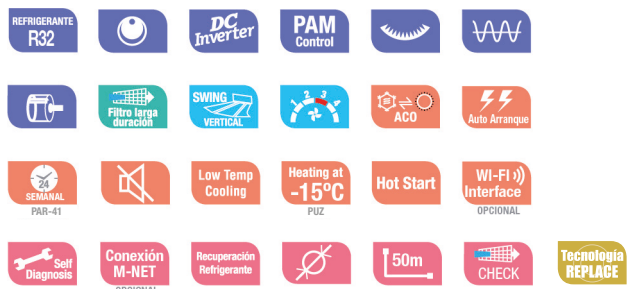 REFRIGERANTE
R32
DC
Inverter
PAM
Control
Filtro larga
duración
SWING
VERTICAL
1 2 3 4
ACO
Auto Arranque
24
SEMANAL
PAR-41
Low Temp
Cooling
Heating at
-15ºC
PUZ
Hot Start
WI-FI
Interface
OPCIONAL
Self
Diagnosis
Conexión
M-NET
OPCIONAL
Recuperación
Refrigerante
50m
CHECK
Tecnología
REPLACE